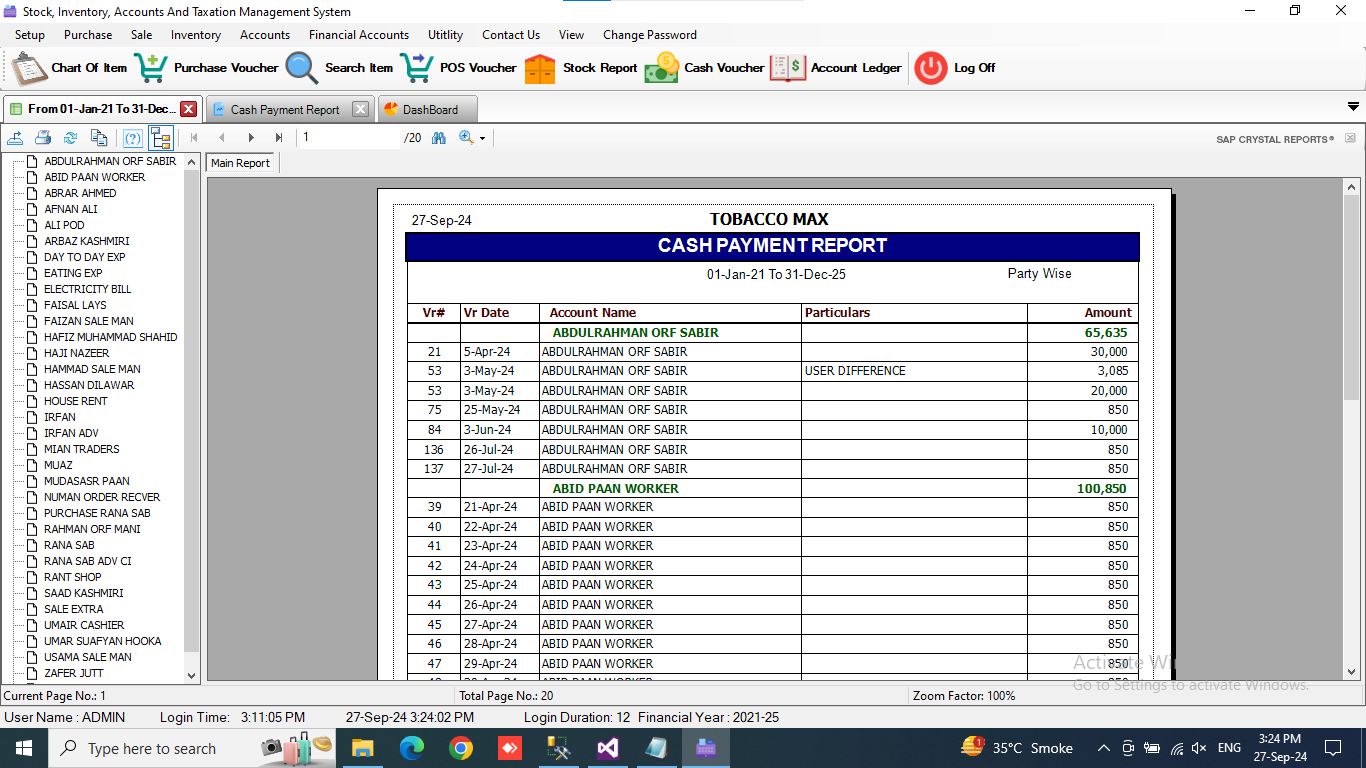 Stock, Inventory, Accounts And Taxation Management System
Setup Purchase Sale Inventory Accounts Financial Accounts Uetitlity Contact Us View Change Password
Chart Of Item Purchase Voucher Search Item POS Voucher Stock Report Cash Voucher Account Ledger Log Off
From 01-Jan-21 To 31-Dec... Cash Payment Report DashBoard
1 /20 SAP CRYSTAL REPORTS®
Main Report
ABDULRAHMAN ORF SABIR
ABID PAAN WORKER
ABRAR AHMED
AFNAN ALI
ALI POD
ARBAZ KASHMIRI
DAY TO DAY EXP
EATING EXP
ELECTRICITY BILL
FAISAL LAYS
FAIZAN SALE MAN
HAFIZ MUHAMMAD SHAHID
HAJI NAZEER
HAMMAD SALE MAN
HASSAN DILAWAR
HOUSE RENT
IRFAN
IRFAN ADV
MIAN TRADERS
MUAZ
MUDASASR PAAN
NUMAN ORDER RECVER
PURCHASE RANA SAB
RAHMAN ORF MANI
RANA SAB
RANA SAB ADV CI
RANT SHOP
SAAD KASHMIRI
SALE EXTRA
UMAIR CASHIER
UMAR SUAFYAN HOOKA
USAMA SALE MAN
ZAFER JUTT
27-Sep-24 TOBACCO MAX
CASH PAYMENT REPORT
01-Jan-21 To 31-Dec-25 Party Wise
Vr# Vr Date Account Name Particulars Amount
ABDULRAHMAN ORF SABIR 65,635
21 5-Apr-24 ABDULRAHMAN ORF SABIR 30,000
53 3-May-24 ABDULRAHMAN ORF SABIR USER DIFFERENCE 3,085
53 3-May-24 ABDULRAHMAN ORF SABIR 20,000
75 25-May-24 ABDULRAHMAN ORF SABIR 850
84 3-Jun-24 ABDULRAHMAN ORF SABIR 10,000
136 26-Jul-24 ABDULRAHMAN ORF SABIR 850
137 27-Jul-24 ABDULRAHMAN ORF SABIR 850
ABID PAAN WORKER 100,850
39 21-Apr-24 ABID PAAN WORKER 850
40 22-Apr-24 ABID PAAN WORKER 850
41 23-Apr-24 ABID PAAN WORKER 850
42 24-Apr-24 ABID PAAN WORKER 850
43 25-Apr-24 ABID PAAN WORKER 850
44 26-Apr-24 ABID PAAN WORKER 850
45 27-Apr-24 ABID PAAN WORKER 850
46 28-Apr-24 ABID PAAN WORKER 850
47 29-Apr-24 ABID PAAN WORKER 850
Go to Settings to activate Windows.
Current Page No.: 1 Total Page No.: 20 Zoom Factor: 100%
User Name : ADMIN Login Time: 3:11:05 PM 27-Sep-24 3:24:02 PM Login Duration: 12 Financial Year : 2021-25
Type here to search 1 35°C Smoke ENG 3:24 PM
27-Sep-24